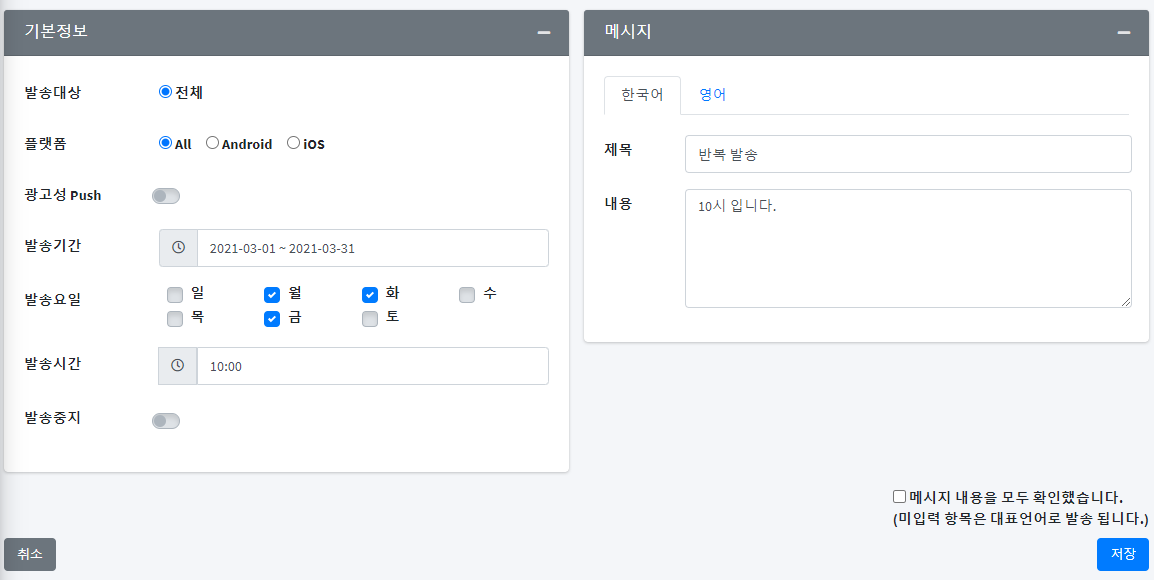 기본정보
발송대상
전체
플랫폼
All Android iOS
광고성 Push
발송기간
2021-03-01 ~ 2021-03-31
발송요일
일 월 화 수
목 금 토
발송시간
10:00
발송중지
메시지
한국어 영어
제목
반복 발송
내용
10시 입니다.
메시지 내용을 모두 확인했습니다.
(미입력 항목은 대표언어로 발송 됩니다.)
취소
저장